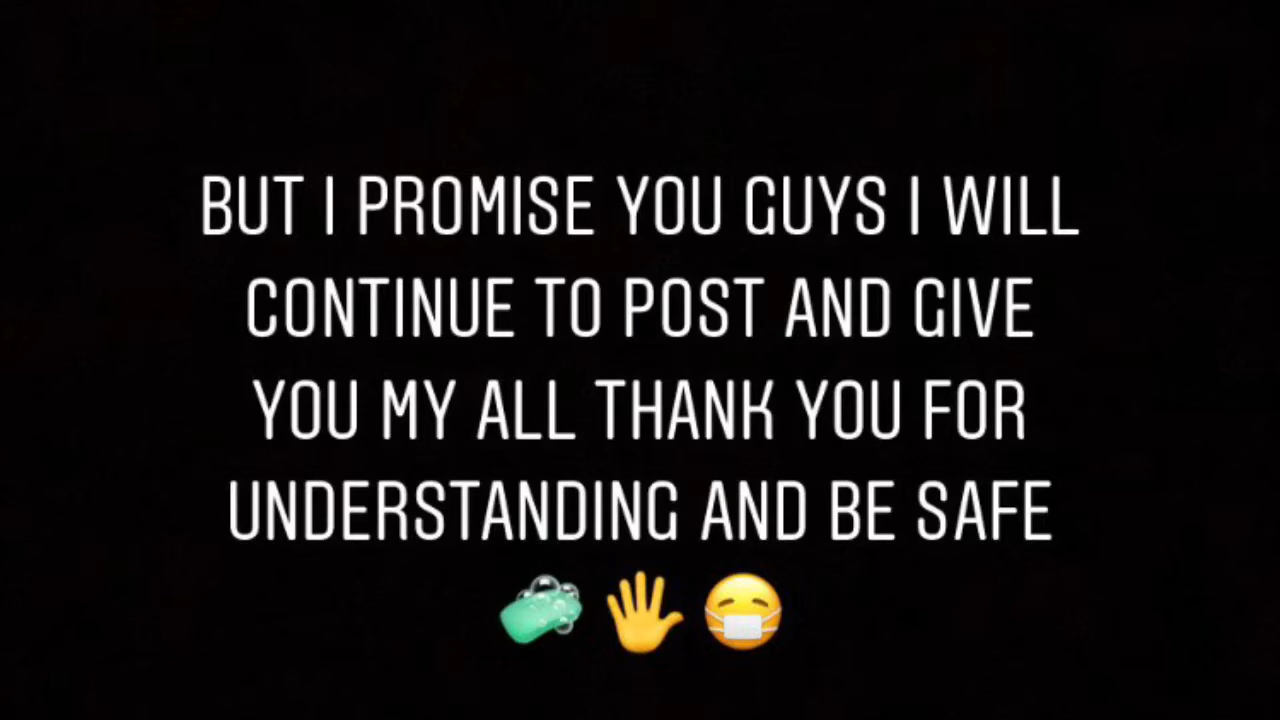 BUT I PROMISE YOU GUYS I WILL
CONTINUE TO POST AND GIVE
YOU MY ALL THANK YOU FOR
UNDERSTANDING AND BE SAFE
🧼 🖐 😷